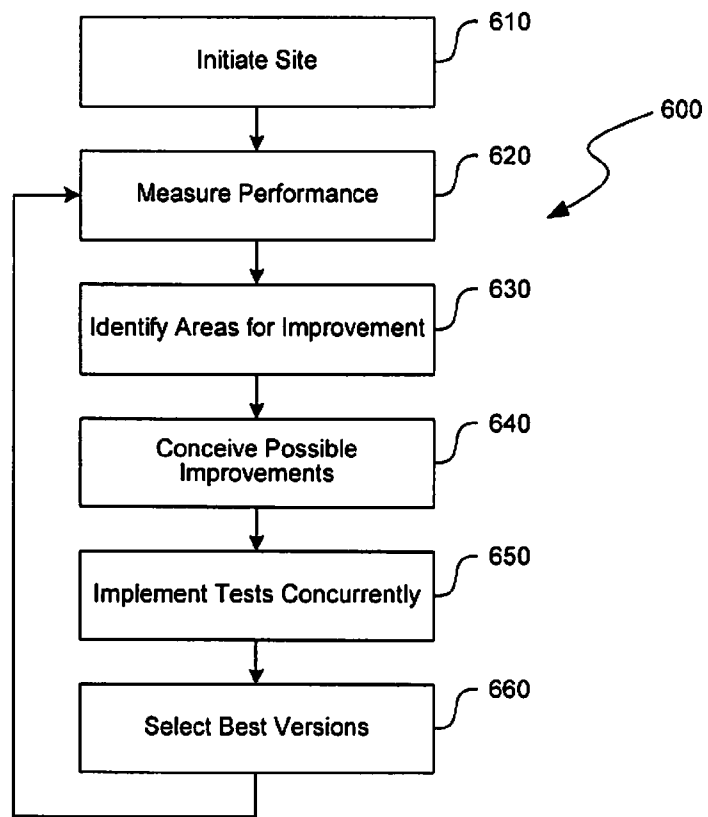 610
Initiate Site
600
620
Measure Performance
630
Identify Areas for Improvement
640
Conceive Possible
Improvements
650
Implement Tests Concurrently
660
Select Best Versions